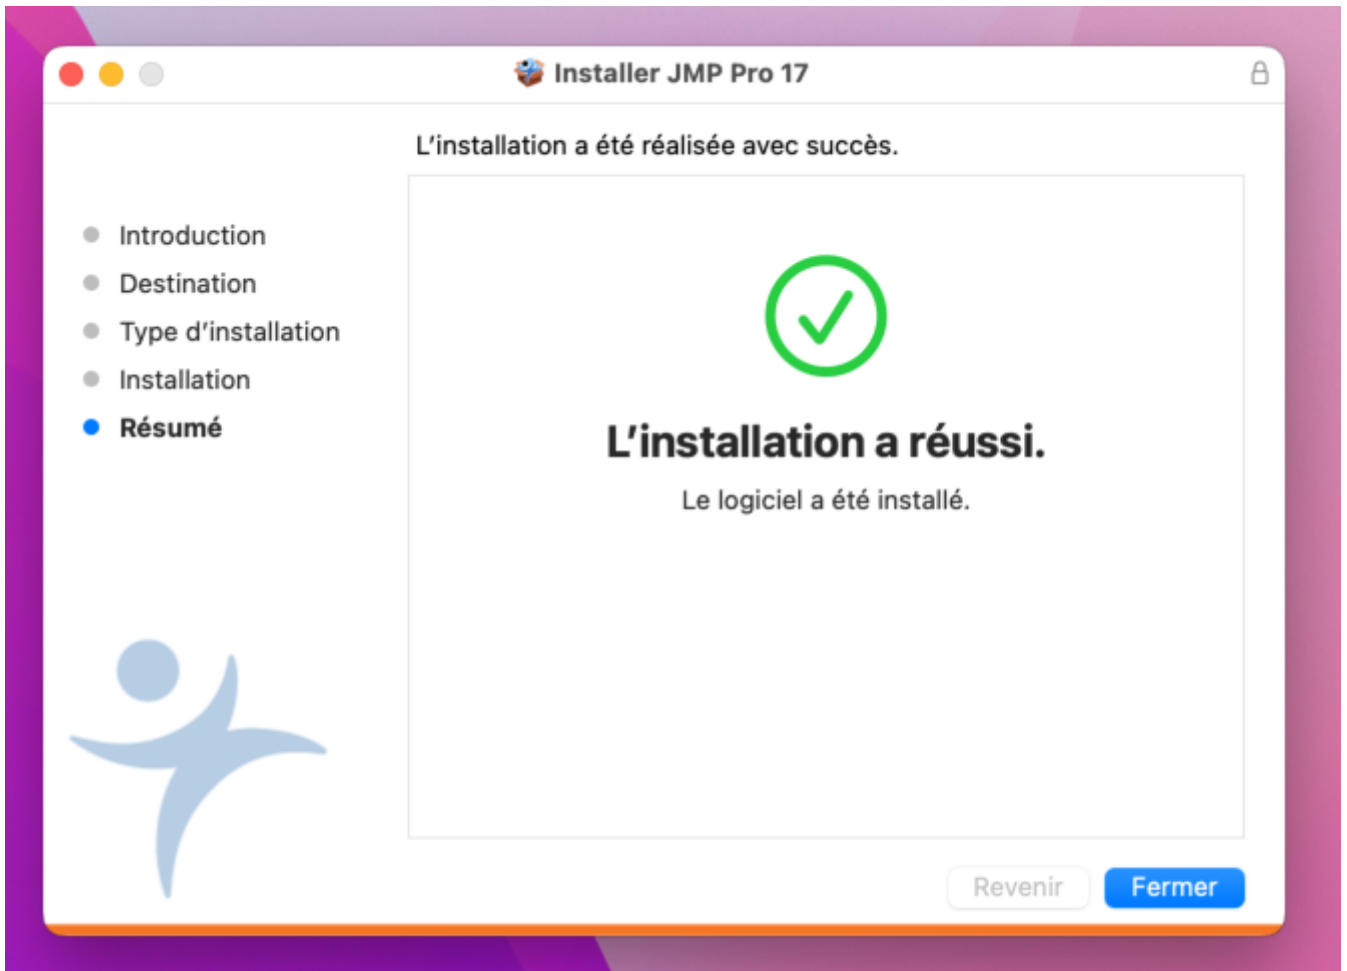 Installer JMP Pro 17
L’installation a été réalisée avec succès.
Introduction
Destination
Type d’installation
Installation
Résumé
L’installation a réussi.
Le logiciel a été installé.
Revenir
Fermer